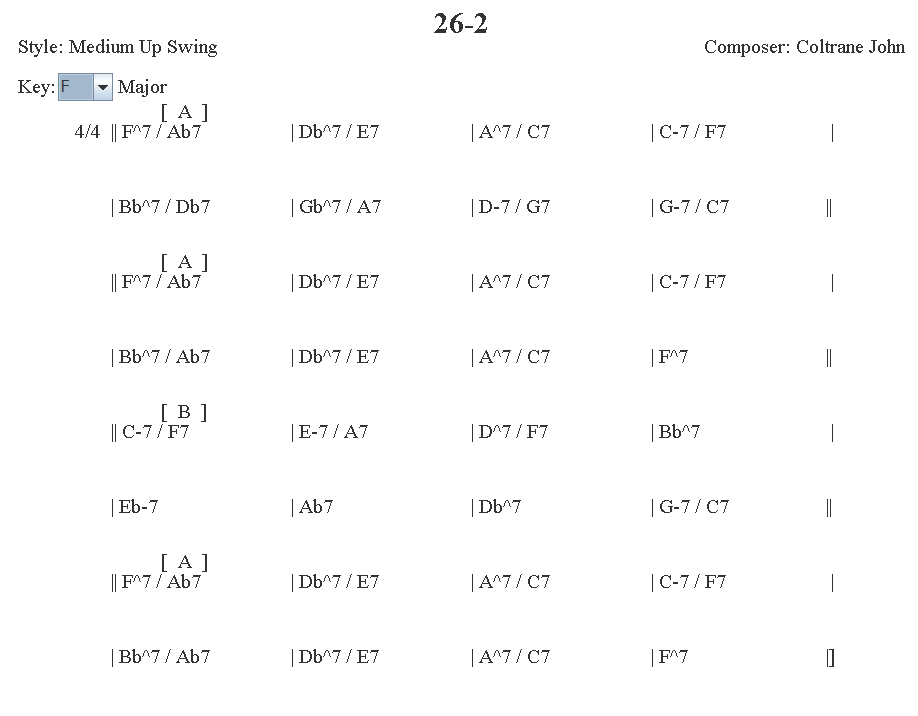 26-2
Style: Medium Up Swing Composer: Coltrane John
Key: F Major
[ A ]
4/4 || F^7 / Ab7 | Db^7 / E7 | A^7 / C7 | C-7 / F7 |
| Bb^7 / Db7 | Gb^7 / A7 | D-7 / G7 | G-7 / C7 ||
[ A ]
|| F^7 / Ab7 | Db^7 / E7 | A^7 / C7 | C-7 / F7 |
| Bb^7 / Ab7 | Db^7 / E7 | A^7 / C7 | F^7 ||
[ B ]
|| C-7 / F7 | E-7 / A7 | D^7 / F7 | Bb^7 |
| Eb-7 | Ab7 | Db^7 | G-7 / C7 ||
[ A ]
|| F^7 / Ab7 | Db^7 / E7 | A^7 / C7 | C-7 / F7 |
| Bb^7 / Ab7 | Db^7 / E7 | A^7 / C7 | F^7 |]